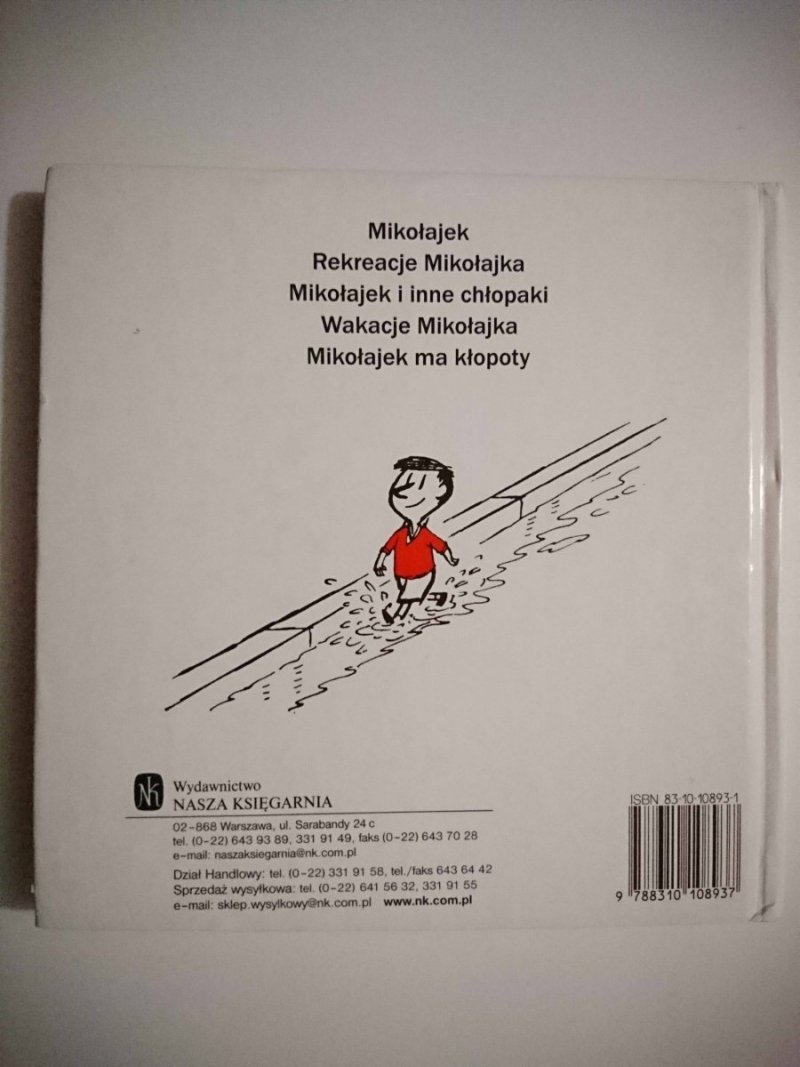 Mikołajek
Rekreacje Mikołajka
Mikołajek i inne chłopaki
Wakacje Mikołajka
Mikołajek ma kłopoty
NK Wydawnictwo
NASZA KSIĘGARNIA
02-868 Warszawa, ul. Sarabandy 24 c
tel. (0-22) 643 93 89, 331 91 49, faks (0-22) 643 70 28
e-mail: naszaksiegarnia@nk.com.pl
Dział Handlowy: tel. (0-22) 331 91 58, tel./faks 643 64 42
Sprzedaż wysyłkowa: tel. (0-22) 641 56 32, 331 91 55
e-mail: sklep.wysylkowy@nk.com.pl www.nk.com.pl
ISBN 83-10-10893-1
9 788310 108937